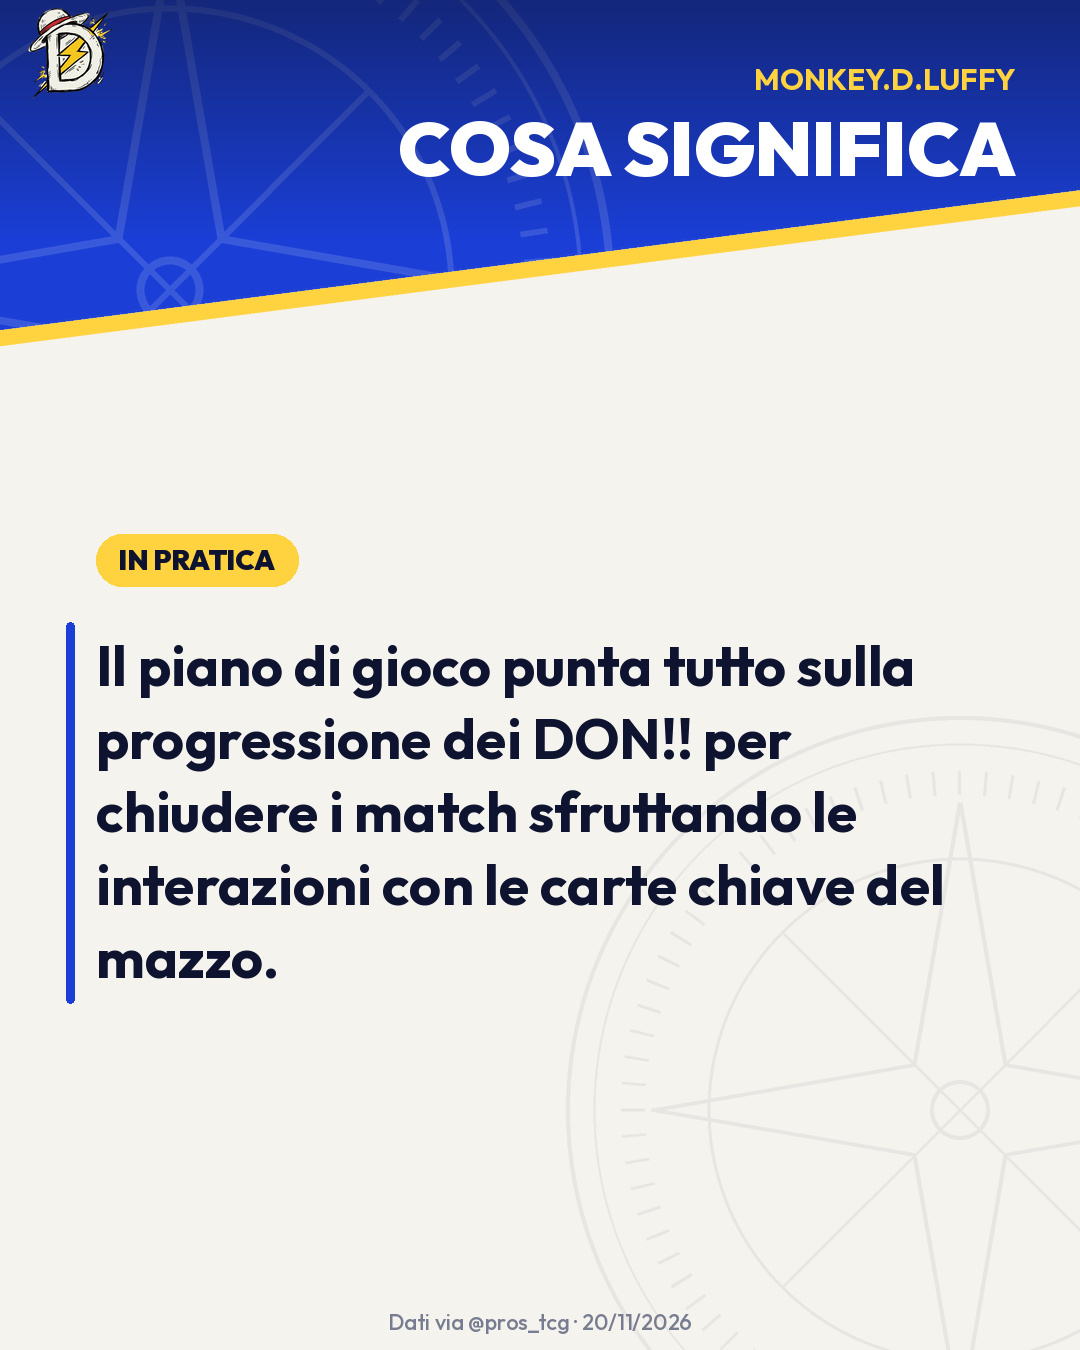 D
MONKEY.D.LUFFY
COSA SIGNIFICA
IN PRATICA
Il piano di gioco punta tutto sulla
progressione dei DON!! per
chiudere i match sfruttando le
interazioni con le carte chiave del
mazzo.
Dati via @pros_tcg · 20/11/2026